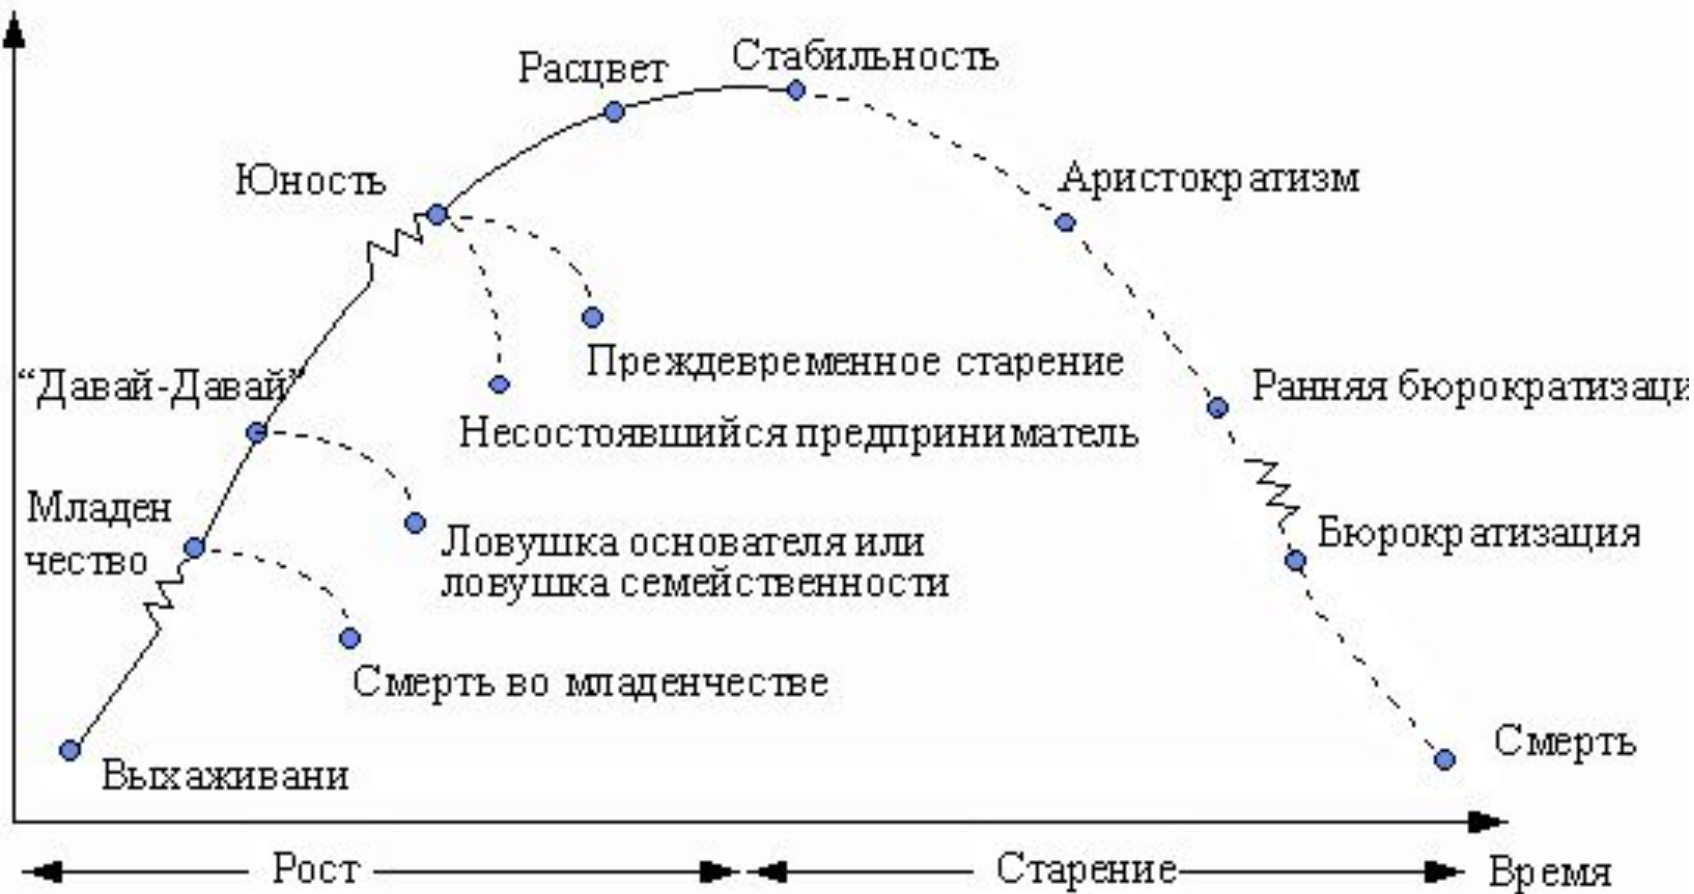 Стабильность
Расцвет
Юность
Аристократизм
Преждевременное старение
“Давай-Давай”
Ранняя бюрократизаци
Несостоявшийся предприниматель
Младен
чество
Ловушка основателя или
ловушка семейственности
Бюрократизация
Смерть во младенчестве
Смерть
Выхаживани
Рост
Старение
Время